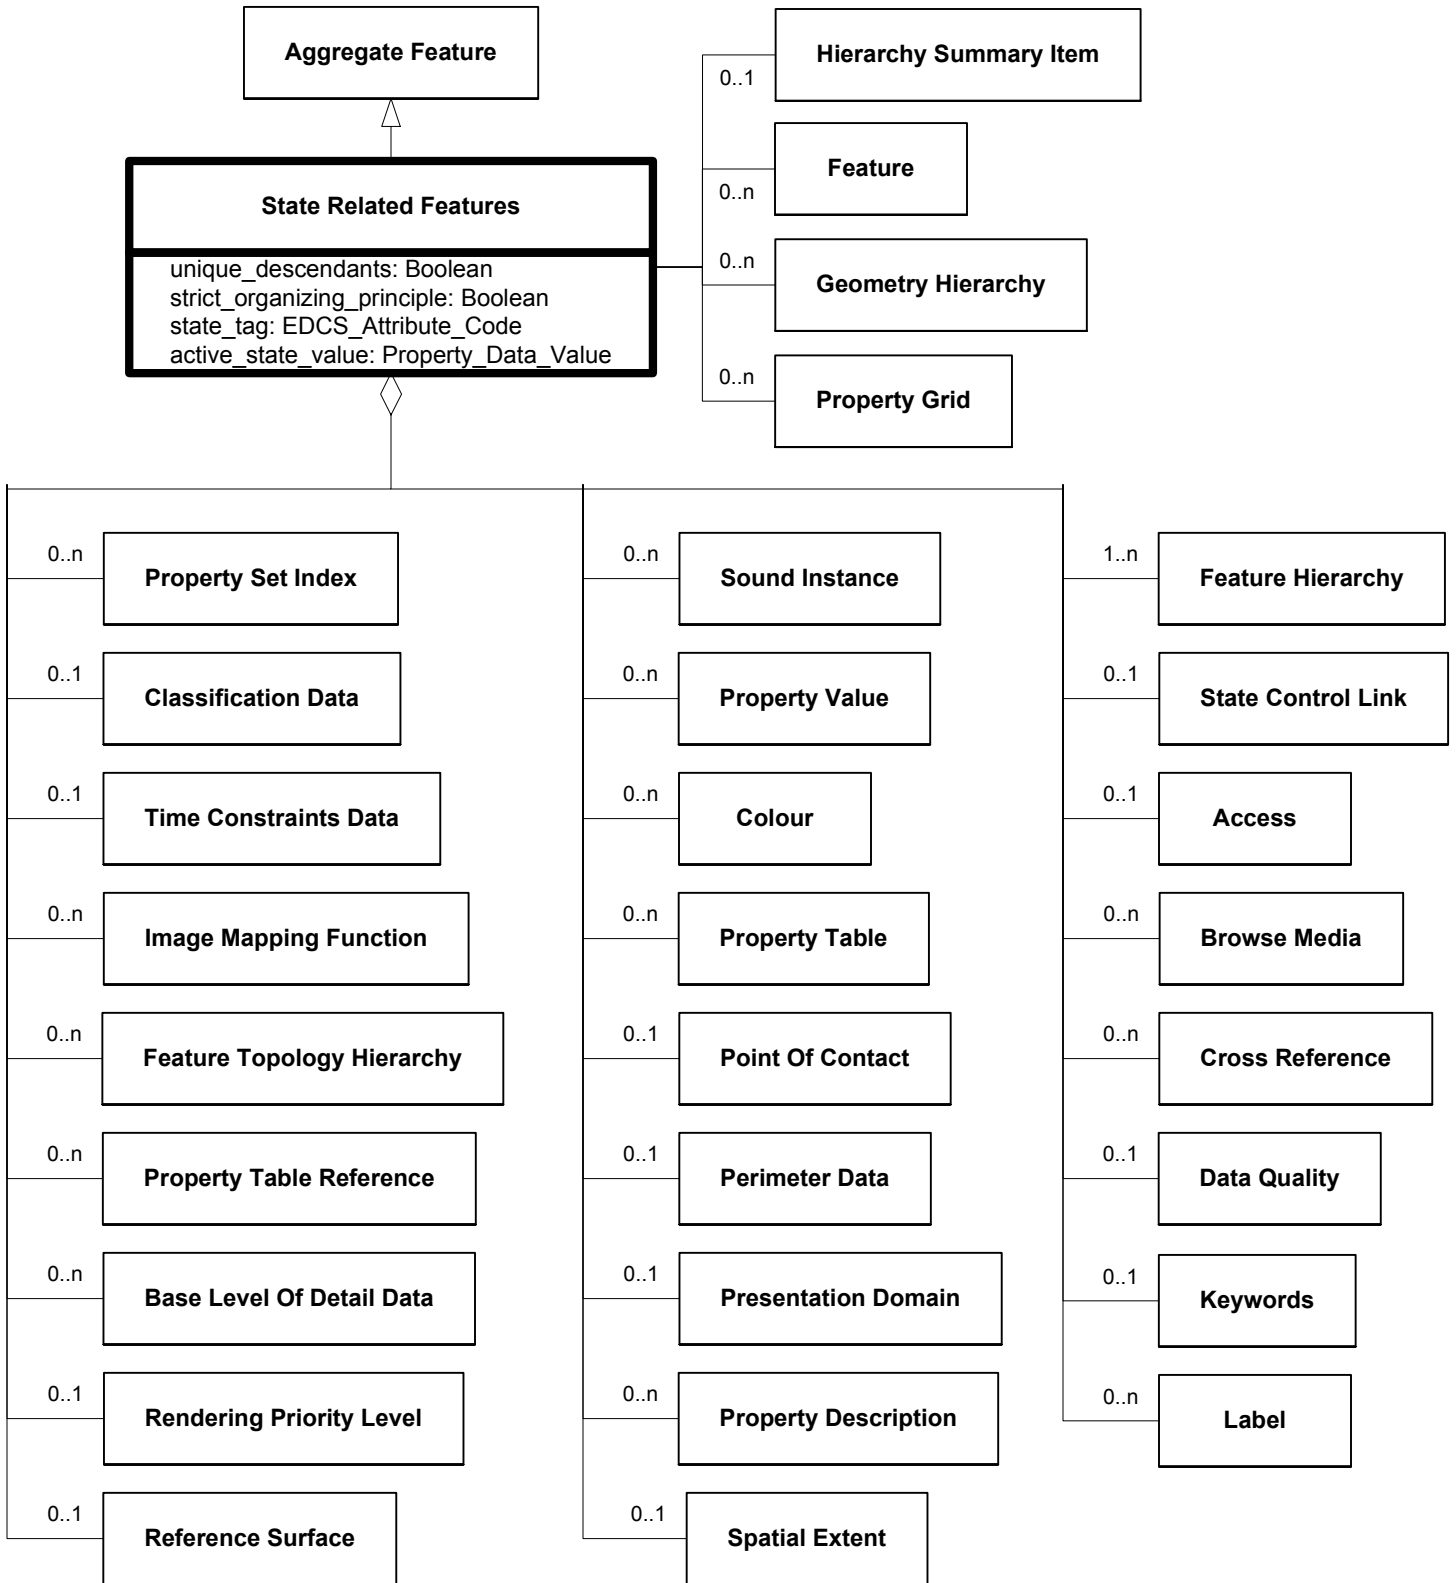 Aggregate Feature
Hierarchy Summary Item
0..1
Feature
0..n
State Related Features
unique_descendants: Boolean
strict_organizing_principle: Boolean
state_tag: EDCS_Attribute_Code
active_state_value: Property_Data_Value
0..n
Geometry Hierarchy
0..n
Property Grid
0..n
Property Set Index
0..n
Sound Instance
1..n
Feature Hierarchy
0..1
Classification Data
0..n
Property Value
0..1
State Control Link
0..1
Time Constraints Data
0..n
Colour
0..1
Access
0..n
Image Mapping Function
0..n
Property Table
0..n
Browse Media
0..n
Feature Topology Hierarchy
0..1
Point Of Contact
0..n
Cross Reference
0..n
Property Table Reference
0..1
Perimeter Data
0..1
Data Quality
0..n
Base Level Of Detail Data
0..1
Presentation Domain
0..1
Keywords
0..1
Rendering Priority Level
0..n
Property Description
0..n
Label
0..1
Reference Surface
0..1
Spatial Extent